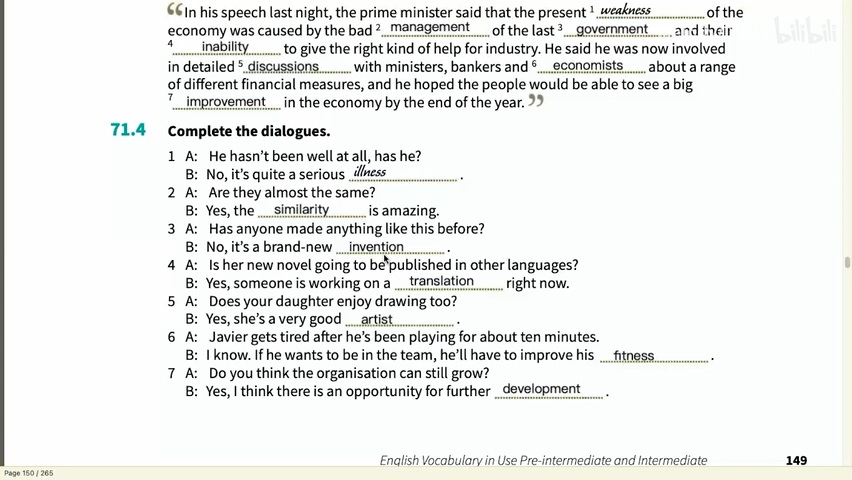 “In his speech last night, the prime minister said that the present 1 weakness of the
economy was caused by the bad 2 management of the last 3 government and their
4 inability to give the right kind of help for industry. He said he was now involved
in detailed 5 discussions with ministers, bankers and 6 economists about a range
of different financial measures, and he hoped the people would be able to see a big
7 improvement in the economy by the end of the year.”
71.4 Complete the dialogues.
1 A: He hasn't been well at all, has he?
B: No, it's quite a serious illness.
2 A: Are they almost the same?
B: Yes, the similarity is amazing.
3 A: Has anyone made anything like this before?
B: No, it's a brand-new invention.
4 A: Is her new novel going to be published in other languages?
B: Yes, someone is working on a translation right now.
5 A: Does your daughter enjoy drawing too?
B: Yes, she's a very good artist.
6 A: Javier gets tired after he's been playing for about ten minutes.
B: I know. If he wants to be in the team, he'll have to improve his fitness.
7 A: Do you think the organisation can still grow?
B: Yes, I think there is an opportunity for further development.
English Vocabulary in Use Pre-intermediate and Intermediate 149
Page 150 / 265
bilibili